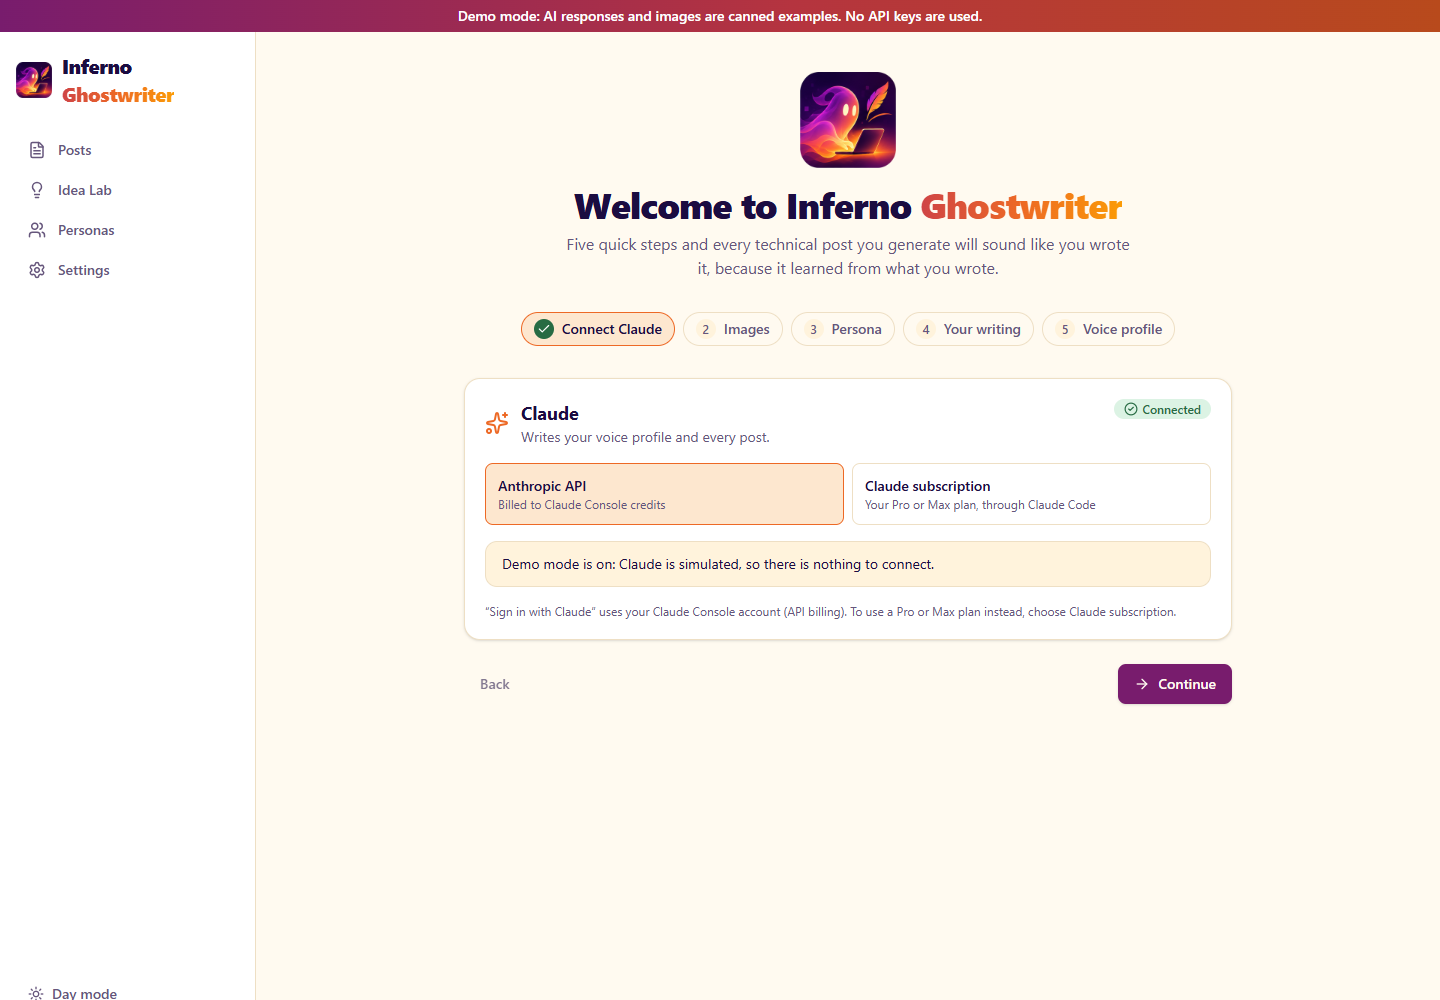 Demo mode: AI responses and images are canned examples. No API keys are used.
Inferno
Ghostwriter
Posts
Idea Lab
Personas
Settings
Day mode
Welcome to Inferno Ghostwriter
Five quick steps and every technical post you generate will sound like you wrote
it, because it learned from what you wrote.
Connect Claude
2 Images
3 Persona
4 Your writing
5 Voice profile
Claude
Connected
Writes your voice profile and every post.
Anthropic API
Billed to Claude Console credits
Claude subscription
Your Pro or Max plan, through Claude Code
Demo mode is on: Claude is simulated, so there is nothing to connect.
“Sign in with Claude” uses your Claude Console account (API billing). To use a Pro or Max plan instead, choose Claude subscription.
Back
Continue